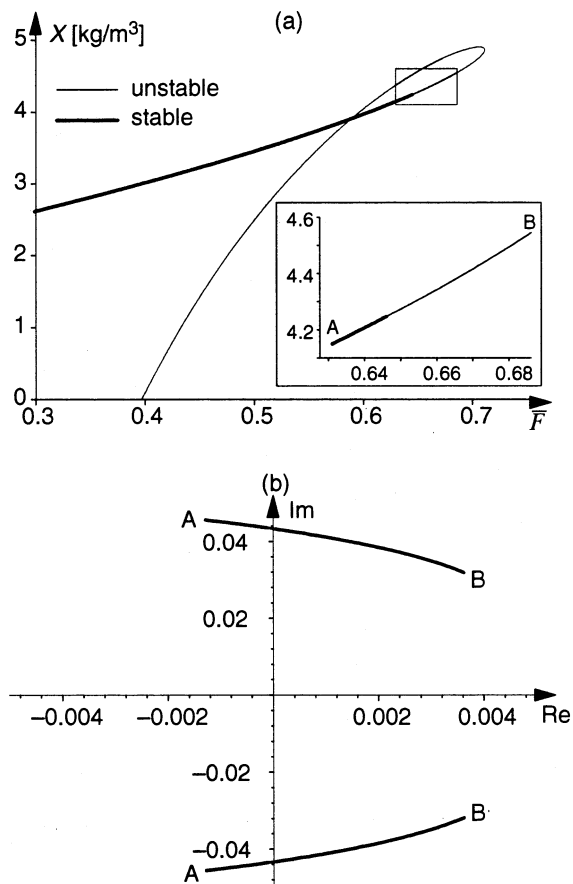 (a)
X [kg/m³]
5
4
3
2
1
0
unstable
stable
4.6
4.4
4.2
A
B
0.64 0.66 0.68
0.3 0.4 0.5 0.6 0.7 F̅
(b)
Im
A
0.04
B
0.02
−0.004 −0.002 0.002 0.004 Re
−0.02
B
−0.04
A